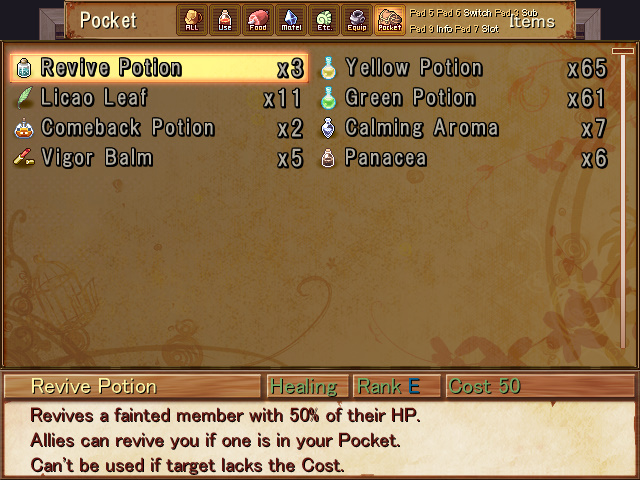 Pocket
ALL Use Food Matel Etc. Equip Pocket
Pad 5 Pad 6 Switch Pad 3 Sub
Pad 9 Info Pad 7 Slot
Items
Revive Potion x3 Yellow Potion x65
Licao Leaf x11 Green Potion x61
Comeback Potion x2 Calming Aroma x7
Vigor Balm x5 Panacea x6
Revive Potion Healing Rank E Cost 50
Revives a fainted member with 50% of their HP.
Allies can revive you if one is in your Pocket.
Can't be used if target lacks the Cost.